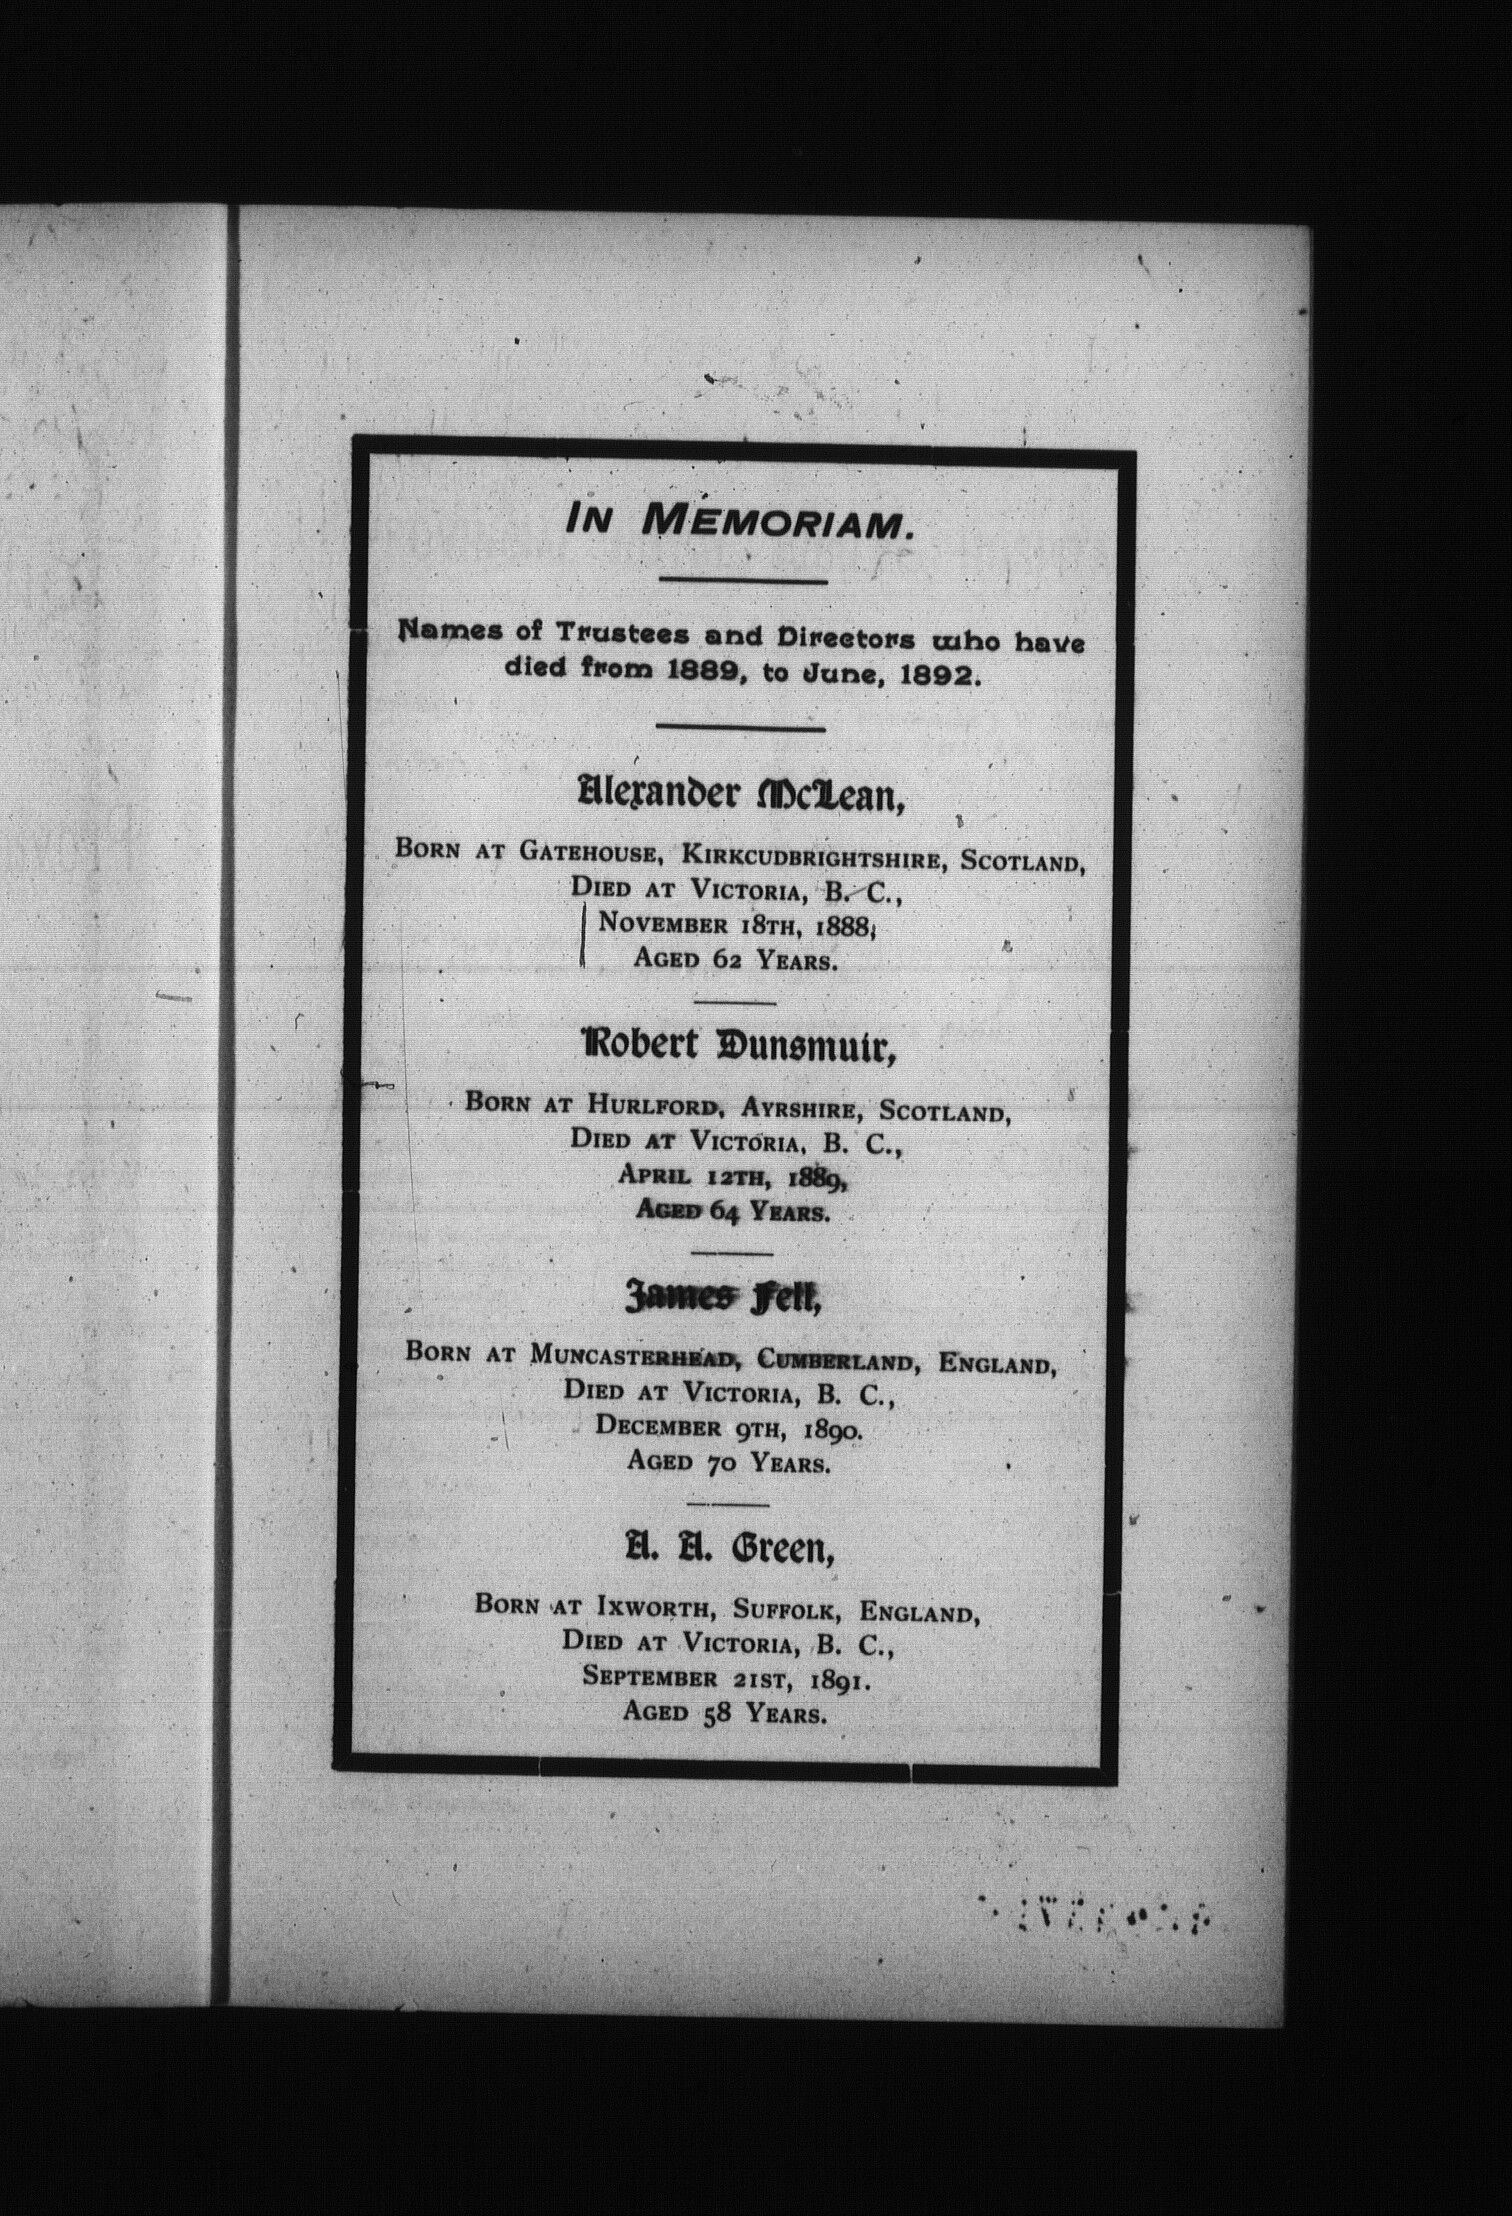 IN MEMORIAM.
Names of Trustees and Directors who have
died from 1889, to June, 1892.
Alexander McLean,
BORN AT GATEHOUSE, KIRKCUDBRIGHTSHIRE, SCOTLAND,
DIED AT VICTORIA, B. C.,
NOVEMBER 18TH, 1888,
AGED 62 YEARS.
Robert Dunsmuir,
BORN AT HURLFORD, AYRSHIRE, SCOTLAND,
DIED AT VICTORIA, B. C.,
APRIL 12TH, 1889,
AGED 64 YEARS.
James Fell,
BORN AT MUNCASTERHEAD, CUMBERLAND, ENGLAND,
DIED AT VICTORIA, B. C.,
DECEMBER 9TH, 1890.
AGED 70 YEARS.
A. A. Green,
BORN AT IXWORTH, SUFFOLK, ENGLAND,
DIED AT VICTORIA, B. C.,
SEPTEMBER 21ST, 1891.
AGED 58 YEARS.